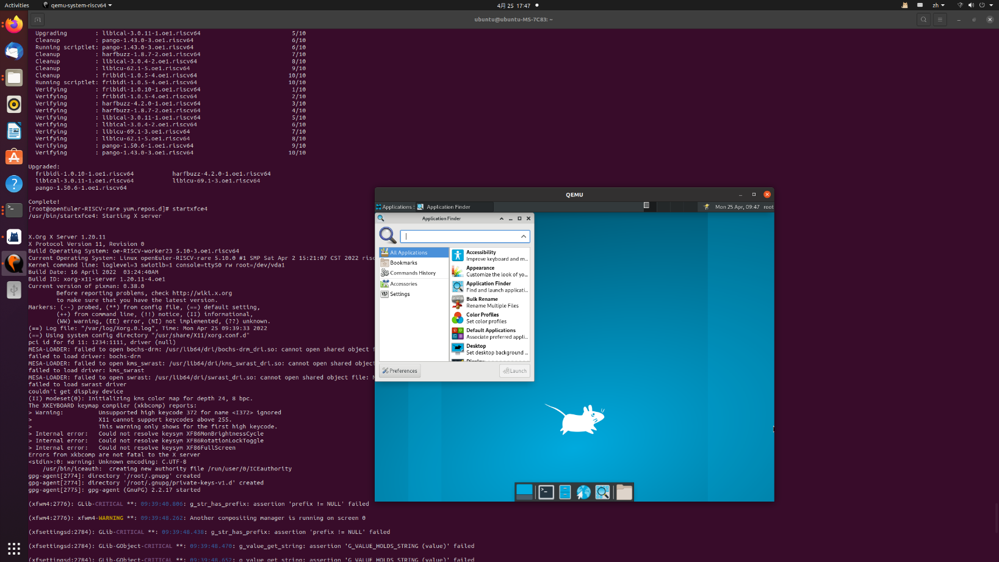 Activities
qemu-system-riscv64
4月 25 17:47
zh
ubuntu@ubuntu-MS-7C83: ~
Upgrading : libical-3.0.11-1.oe1.riscv64 5/10
Cleanup : pango-1.43.0-3.oe1.riscv64 6/10
Running scriptlet: pango-1.43.0-3.oe1.riscv64 6/10
Cleanup : harfbuzz-1.8.7-2.oe1.riscv64 7/10
Cleanup : libical-3.0.4-2.oe1.riscv64 8/10
Cleanup : libicu-62.1-5.oe1.riscv64 9/10
Cleanup : fribidi-1.0.5-4.oe1.riscv64 10/10
Running scriptlet: fribidi-1.0.5-4.oe1.riscv64 10/10
Verifying : fribidi-1.0.10-1.oe1.riscv64 1/10
Verifying : fribidi-1.0.5-4.oe1.riscv64 2/10
Verifying : harfbuzz-4.2.0-1.oe1.riscv64 3/10
Verifying : harfbuzz-1.8.7-2.oe1.riscv64 4/10
Verifying : libical-3.0.11-1.oe1.riscv64 5/10
Verifying : libical-3.0.4-2.oe1.riscv64 6/10
Verifying : libicu-69.1-3.oe1.riscv64 7/10
Verifying : libicu-62.1-5.oe1.riscv64 8/10
Verifying : pango-1.50.6-1.oe1.riscv64 9/10
Verifying : pango-1.43.0-3.oe1.riscv64 10/10
Upgraded:
fribidi-1.0.10-1.oe1.riscv64 harfbuzz-4.2.0-1.oe1.riscv64
libical-3.0.11-1.oe1.riscv64 libicu-69.1-3.oe1.riscv64
pango-1.50.6-1.oe1.riscv64
Complete!
[root@openEuler-RISCV-rare yum.repos.d]# startxfce4
/usr/bin/startxfce4: Starting X server
X.Org X Server 1.20.11
X Protocol Version 11, Revision 0
Build Operating System: oe-RISCV-worker23 5.10-3.oe1.riscv64
Current Operating System: Linux openEuler-RISCV-rare 5.10.0 #1 SMP Sat Apr 2 15:21:07 CST 2022 risc
Kernel command line: loglevel=3 swiotlb=1 console=ttyS0 rw root=/dev/vda1
Build Date: 16 April 2022 03:24:40AM
Build ID: xorg-x11-server 1.20.11-4.oe1
Current version of pixman: 0.38.0
Before reporting problems, check http://wiki.x.org
to make sure that you have the latest version.
Markers: (--) probed, (**) from config file, (==) default setting,
(++) from command line, (!!) notice, (II) informational,
(WW) warning, (EE) error, (NI) not implemented, (??) unknown.
(==) Log file: "/var/log/Xorg.0.log", Time: Mon Apr 25 09:39:33 2022
(==) Using system config directory "/usr/share/X11/xorg.conf.d"
pci id for fd 11: 1234:1111, driver (null)
MESA-LOADER: failed to open bochs-drm: /usr/lib64/dri/bochs-drm_dri.so: cannot open shared object f
failed to load driver: bochs-drm
MESA-LOADER: failed to open kms_swrast: /usr/lib64/dri/kms_swrast_dri.so: cannot open shared object
failed to load driver: kms_swrast
MESA-LOADER: failed to open swrast: /usr/lib64/dri/swrast_dri.so: cannot open shared object file: N
failed to load swrast driver
couldn't get display device
(II) modeset(0): Initializing kms color map for depth 24, 8 bpc.
The XKEYBOARD keymap compiler (xkbcomp) reports:
> Warning: Unsupported high keycode 372 for name <I372> ignored
> X11 cannot support keycodes above 255.
> This warning only shows for the first high keycode.
> Internal error: Could not resolve keysym XF86MonBrightnessCycle
> Internal error: Could not resolve keysym XF86RotationLockToggle
> Internal error: Could not resolve keysym XF86FullScreen
Errors from xkbcomp are not fatal to the X server
<stdin>:0: warning: Unknown encoding: C.UTF-8
/usr/bin/iceauth: creating new authority file /run/user/0/ICEauthority
gpg-agent[2774]: directory '/root/.gnupg' created
gpg-agent[2774]: directory '/root/.gnupg/private-keys-v1.d' created
gpg-agent[2775]: gpg-agent (GnuPG) 2.2.17 started
(xfwm4:2776): GLib-CRITICAL **: 09:39:40.806: g_str_has_prefix: assertion 'prefix != NULL' failed
(xfwm4:2776): xfwm4-WARNING **: 09:39:48.262: Another compositing manager is running on screen 0
(xfsettingsd:2784): GLib-CRITICAL **: 09:39:48.438: g_str_has_prefix: assertion 'prefix != NULL' failed
(xfsettingsd:2784): GLib-GObject-CRITICAL **: 09:39:48.470: g_value_get_string: assertion 'G_VALUE_HOLDS_STRING (value)' failed
(xfsettingsd:2784): GLib-GObject-CRITICAL **: 09:39:48.652: g_value_get_string: assertion 'G_VALUE_HOLDS_STRING (value)' failed
QEMU
Applications
Application Finder
Mon 25 Apr, 09:47
root
Application Finder
All Applications
Bookmarks
Commands History
Accessories
Settings
Accessibility
Improve keyboard and m...
Appearance
Customize the look of yo...
Application Finder
Find and launch applicati...
Bulk Rename
Rename Multiple Files
Color Profiles
Set color profiles
Default Applications
Associate preferred appli...
Desktop
Set desktop background ...
Preferences
Launch